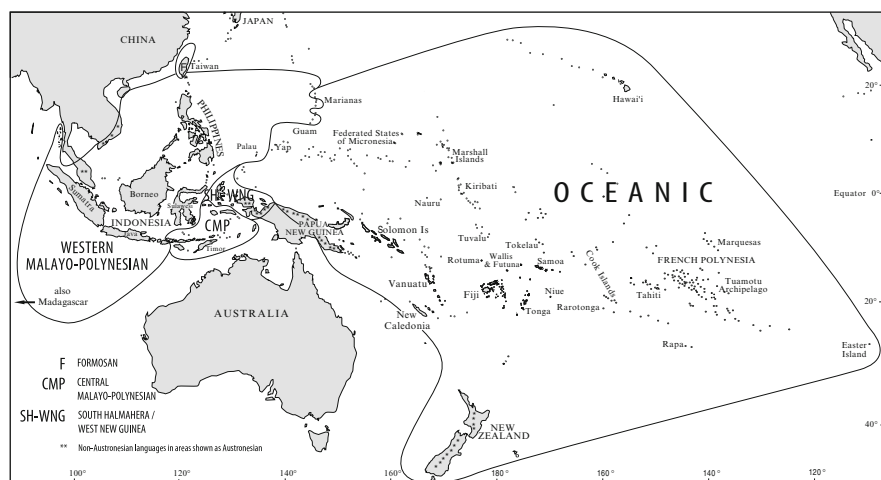 JAPAN
CHINA
F
Taiwan
20°
20°
Hawai'i
Marianas
PHILIPPINES
Guam
Federated States
of Micronesia
Palau
Yap
Marshall
Islands
OCEANIC
SH-WNG
Kiribati
Equator
0°
Borneo
Sumatra
Sulawesi
Nauru
INDONESIA
CMP
PAPUA
NEW GUINEA
Solomon Is
Java
Timor
WESTERN
MALAYO-POLYNESIAN
Tuvalu
Tokelau
Marquesas
Rotuma
Wallis
& Futuna
Samoa
Cook Islands
FRENCH POLYNESIA
Vanuatu
Fiji
Niue
Tahiti
Tuamotu
Archipelago
also
Madagascar
AUSTRALIA
New
Caledonia
Tonga
Rarotonga
20°
Rapa
Easter
Island
F FORMOSAN
CMP CENTRAL
MALAYO-POLYNESIAN
SH-WNG SOUTH HALMAHERA /
WEST NEW GUINEA
NEW
ZEALAND
40°
** Non-Austronesian languages in areas shown as Austronesian
100° 120° 140° 160° 180° 160° 140° 120°